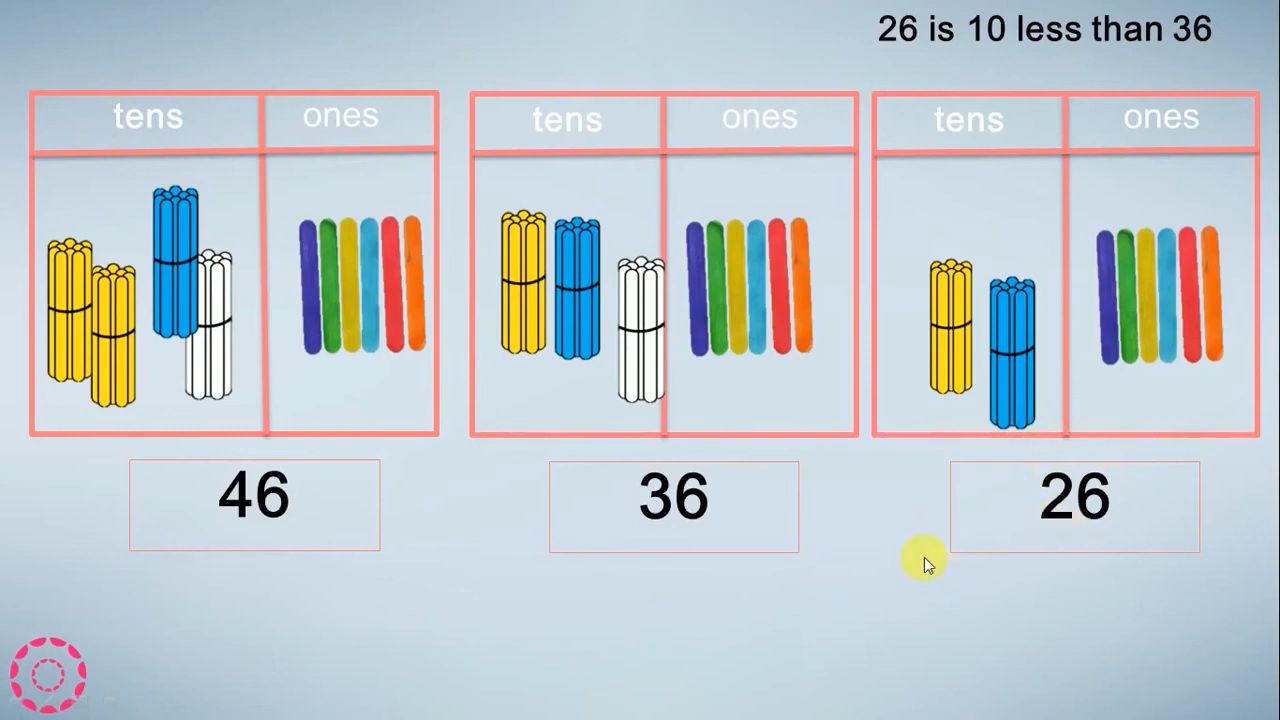 26 is 10 less than 36
tens ones tens ones tens ones
46 36 26